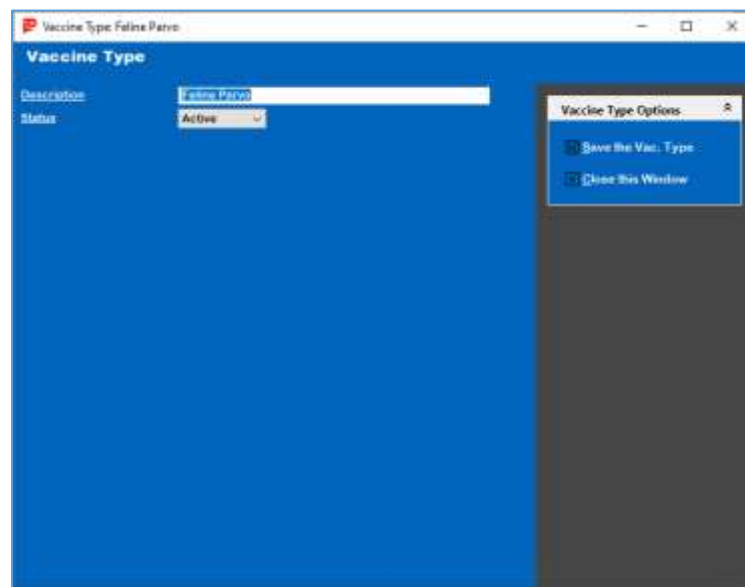 Vaccine Type: Feline Parvo
Vaccine Type
Description
Feline Parvo
Status
Active
Vaccine Type Options
Save the Vac. Type
Close this Window